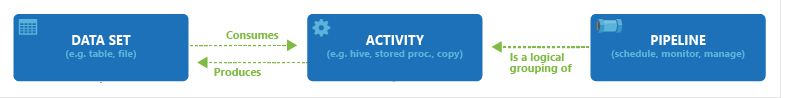 DATA SET
(e.g. table, file)
Consumes
Produces
ACTIVITY
(e.g. hive, stored proc., copy)
Is a logical
grouping of
PIPELINE
(schedule, monitor, manage)